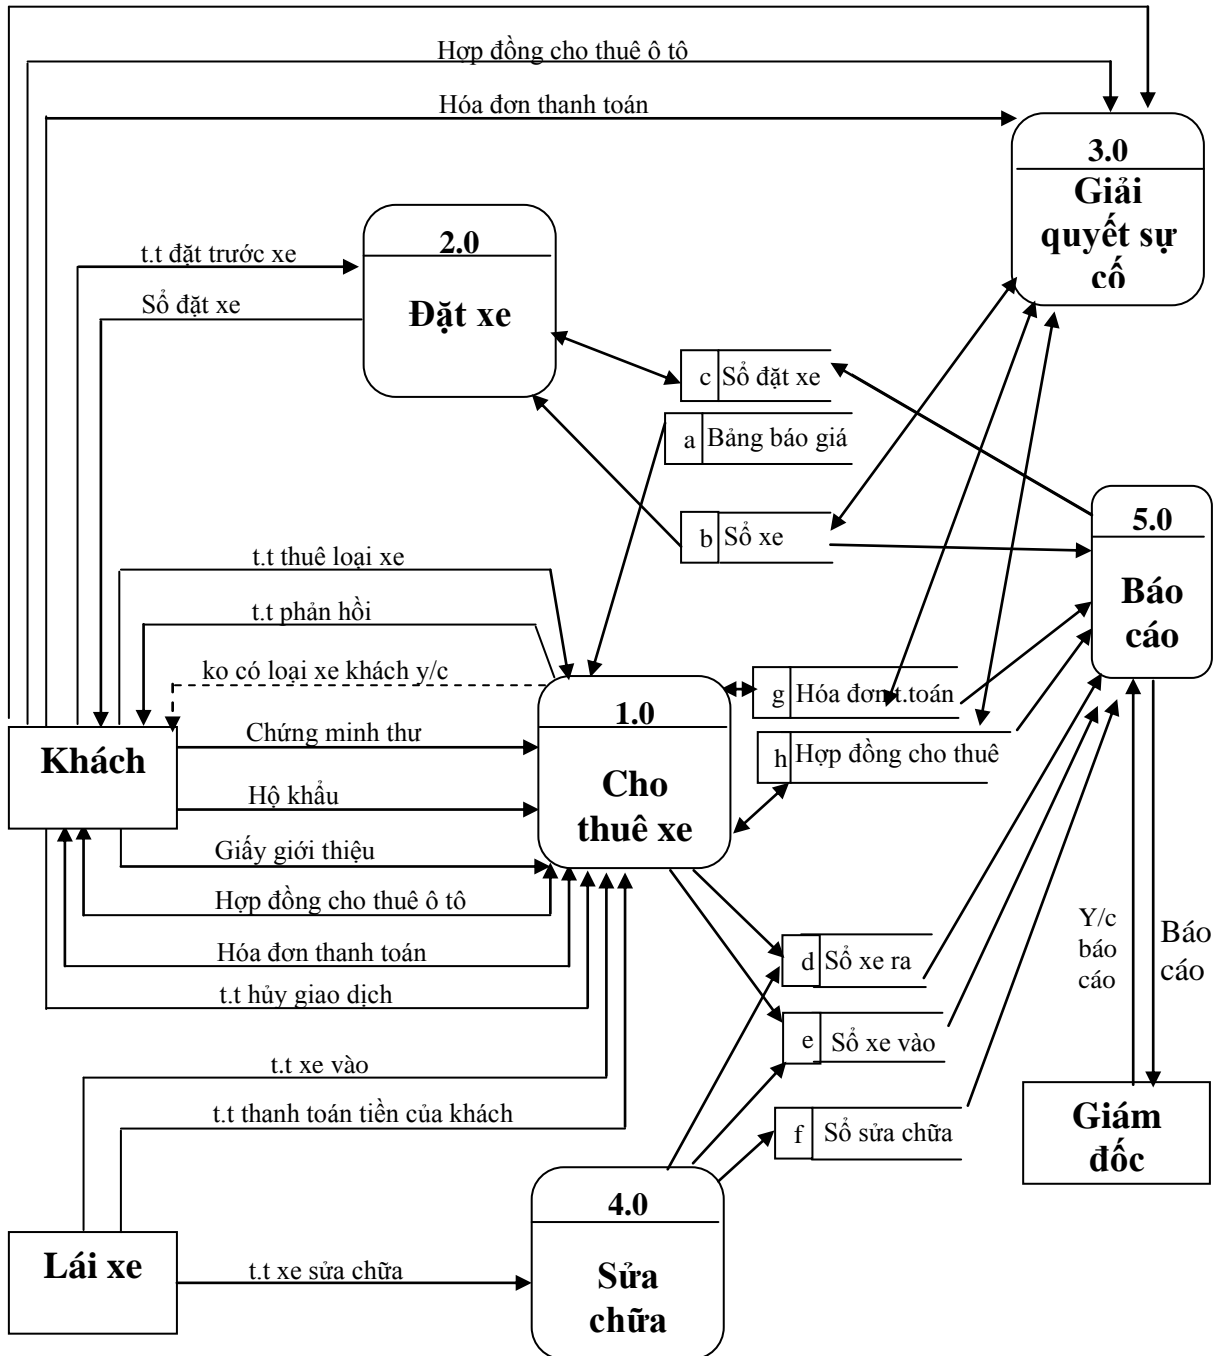 Hợp đồng cho thuê ô tô
Hóa đơn thanh toán
3.0
Giải
quyết sự
cố
2.0
Đặt xe
t.t đặt trước xe
Sổ đặt xe
c Sổ đặt xe
a Bảng báo giá
b Sổ xe
5.0
Báo
cáo
t.t thuê loại xe
t.t phản hồi
ko có loại xe khách y/c
g Hóa đơn t.toán
h Hợp đồng cho thuê
1.0
Cho
thuê xe
Khách
Chứng minh thư
Hộ khẩu
Giấy giới thiệu
Hợp đồng cho thuê ô tô
Hóa đơn thanh toán
t.t hủy giao dịch
d Sổ xe ra
e Sổ xe vào
f Sổ sửa chữa
Y/c
báo
cáo
Báo
cáo
t.t xe vào
t.t thanh toán tiền của khách
Giám
đốc
4.0
Sửa
chữa
Lái xe
t.t xe sửa chữa